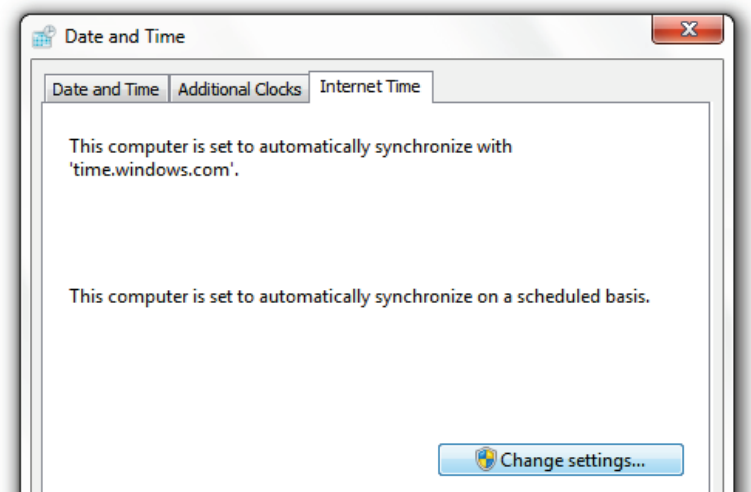 Date and Time
Date and Time Additional Clocks Internet Time
This computer is set to automatically synchronize with
'time.windows.com'.
This computer is set to automatically synchronize on a scheduled basis.
Change settings...